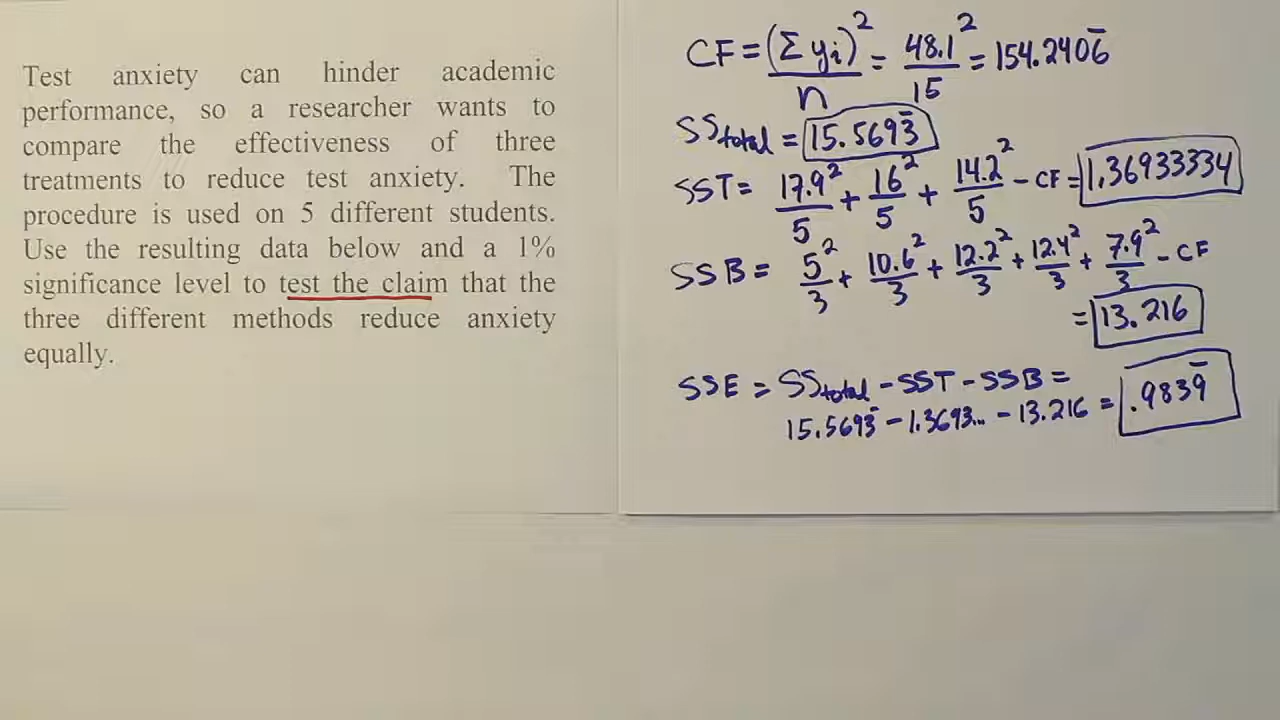 Test anxiety can hinder academic
performance, so a researcher wants to
compare the effectiveness of three
treatments to reduce test anxiety. The
procedure is used on 5 different students.
Use the resulting data below and a 1%
significance level to test the claim that the
three different methods reduce anxiety
equally.
CF = (Σ yi)² / n = 48.1² / 15 = 154.2406̄
SStotal = 15.5693̄
SST = 17.9²/5 + 16²/5 + 14.2²/5 - CF = 1.36933334
SSB = 5²/3 + 10.6²/3 + 12.2²/3 + 12.4²/3 + 7.9²/3 - CF
= 13.216
SSE = SStotal - SST - SSB =
15.5693̄ - 1.3693... - 13.216 = .9839̄